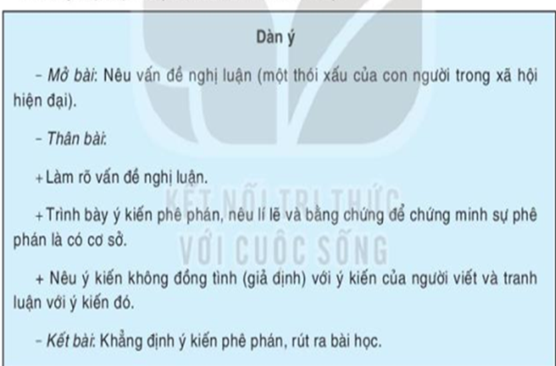 Dàn ý
– Mở bài: Nêu vấn đề nghị luận (một thói xấu của con người trong xã hội
hiện đại).
– Thân bài:
+Làm rõ vấn đề nghị luận.
KẾT NỐI TRI THỨC
+Trình bày ý kiến phê phán, nêu lí lẽ và bằng chứng để chứng minh sự phê
phán là có cơ sở.
VỚI CUỘC SỐNG
+ Nêu ý kiến không đồng tình (giả định) với ý kiến của người viết và tranh
luận với ý kiến đó.
– Kết bài: Khẳng định ý kiến phê phán, rút ra bài học.